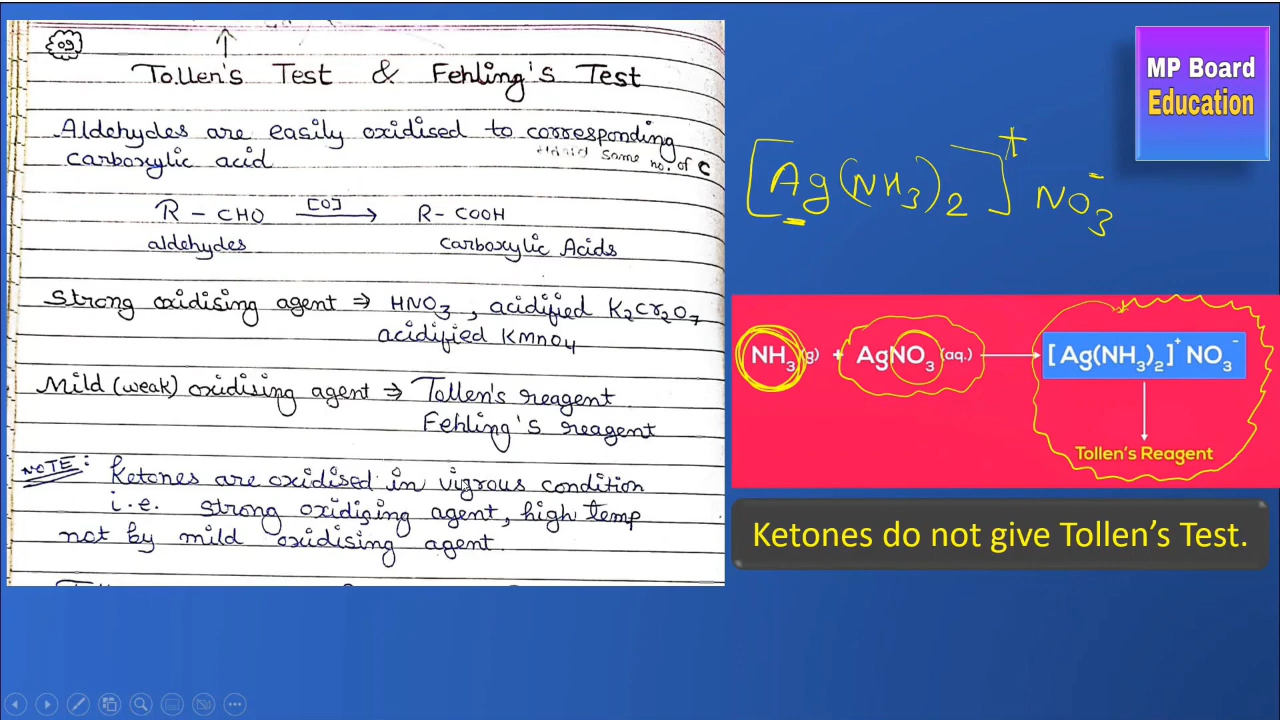 09
Tollen's Test & Fehling's Test
Aldehydes are easily oxidised to corresponding
carboxylic acid same no. of C
R - CHO [O] → R - COOH
aldehydes carboxylic Acids
Strong oxidising agent ⇒ HNO3, acidified K2Cr2O7
acidified KMnO4
Mild (weak) oxidising agent ⇒ Tollen's reagent
Fehling's reagent
NOTE: Ketones are oxidised in vigrous condition
i.e. strong oxidising agent, high temp
not by mild oxidising agent.
MP Board
Education
[Ag(NH3)2]+ NO3-
NH3(g) + AgNO3(aq.) → [Ag(NH3)2]+ NO3-
Tollen's Reagent
Ketones do not give Tollen's Test.